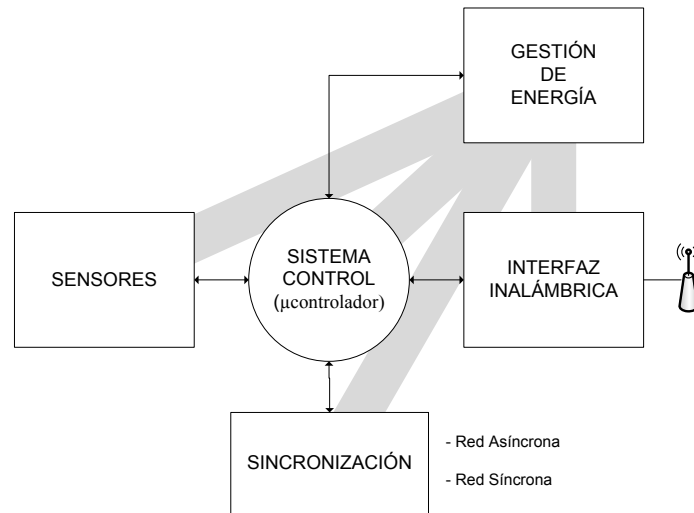 GESTIÓN
DE
ENERGÍA
SENSORES
SISTEMA
CONTROL
(μcontrolador)
INTERFAZ
INALÁMBRICA
SINCRONIZACIÓN
- Red Asíncrona
- Red Síncrona